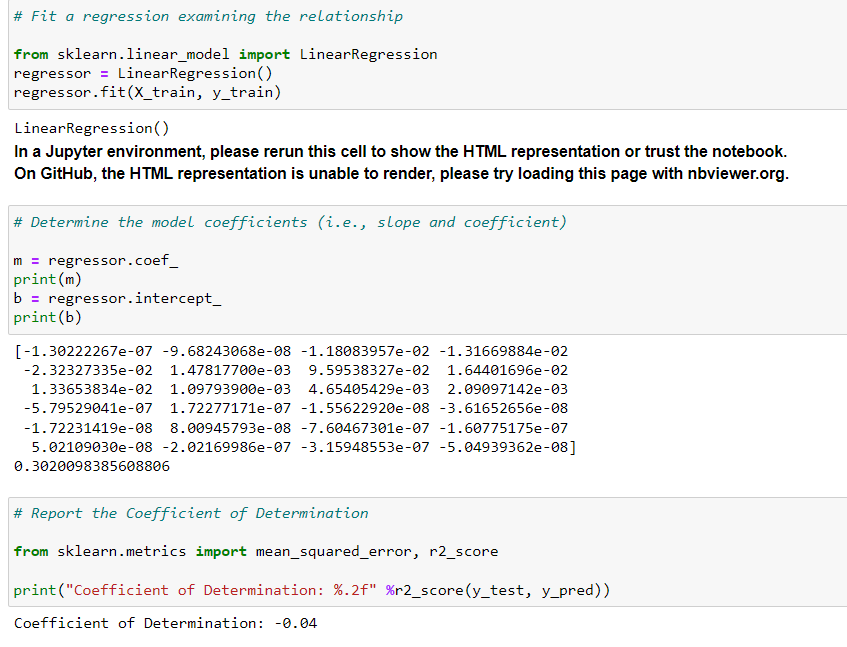 # Fit a regression examining the relationship
from sklearn.linear_model import LinearRegression
regressor = LinearRegression()
regressor.fit(X_train, y_train)
LinearRegression()
In a Jupyter environment, please rerun this cell to show the HTML representation or trust the notebook.
On GitHub, the HTML representation is unable to render, please try loading this page with nbviewer.org.
# Determine the model coefficients (i.e., slope and coefficient)
m = regressor.coef_
print(m)
b = regressor.intercept_
print(b)
[-1.30222267e-07 -9.68243068e-08 -1.18083957e-02 -1.31669884e-02
 -2.32327335e-02  1.47817700e-03  9.59538327e-02  1.64401696e-02
  1.33653834e-02  1.09793900e-03  4.65405429e-03  2.09097142e-03
 -5.79529041e-07  1.72277171e-07 -1.55622920e-08 -3.61652656e-08
 -1.72231419e-08  8.00945793e-08 -7.60467301e-07 -1.60775175e-07
  5.02109030e-08 -2.02169986e-07 -3.15948553e-07 -5.04939362e-08]
0.3020098385608806
# Report the Coefficient of Determination
from sklearn.metrics import mean_squared_error, r2_score
print("Coefficient of Determination: %.2f" %r2_score(y_test, y_pred))
Coefficient of Determination: -0.04